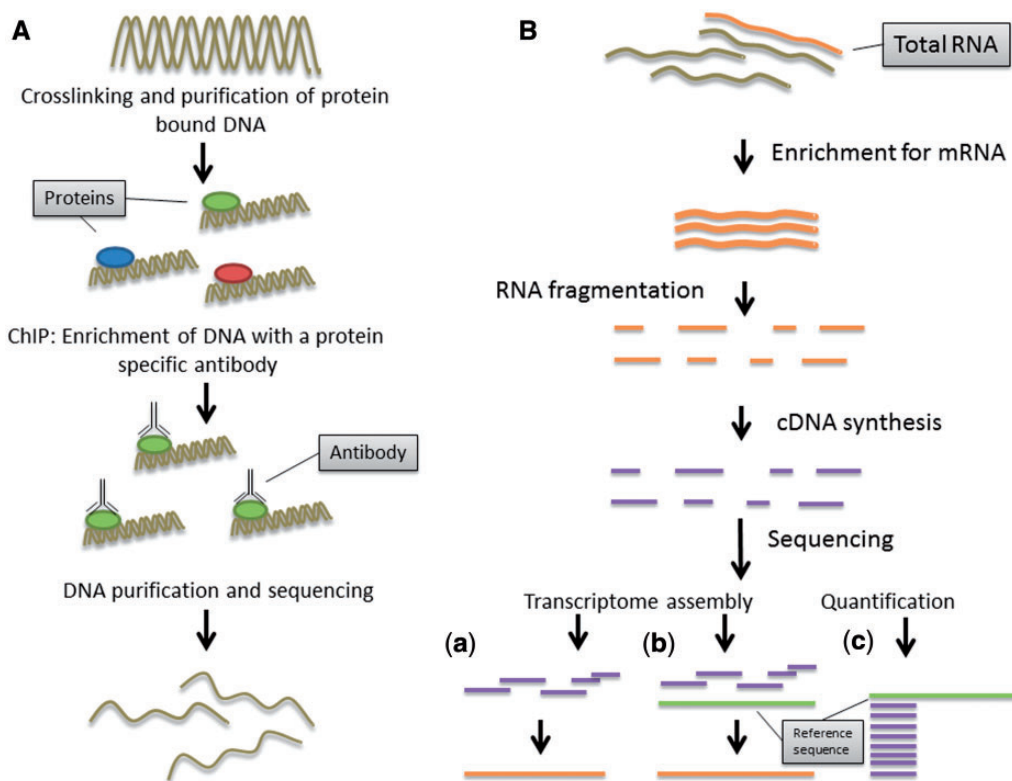 A
Crosslinking and purification of protein
bound DNA
Proteins
ChIP: Enrichment of DNA with a protein
specific antibody
Antibody
DNA purification and sequencing
B
Total RNA
Enrichment for mRNA
RNA fragmentation
cDNA synthesis
Sequencing
Transcriptome assembly
Quantification
(a)
(b)
(c)
Reference
sequence